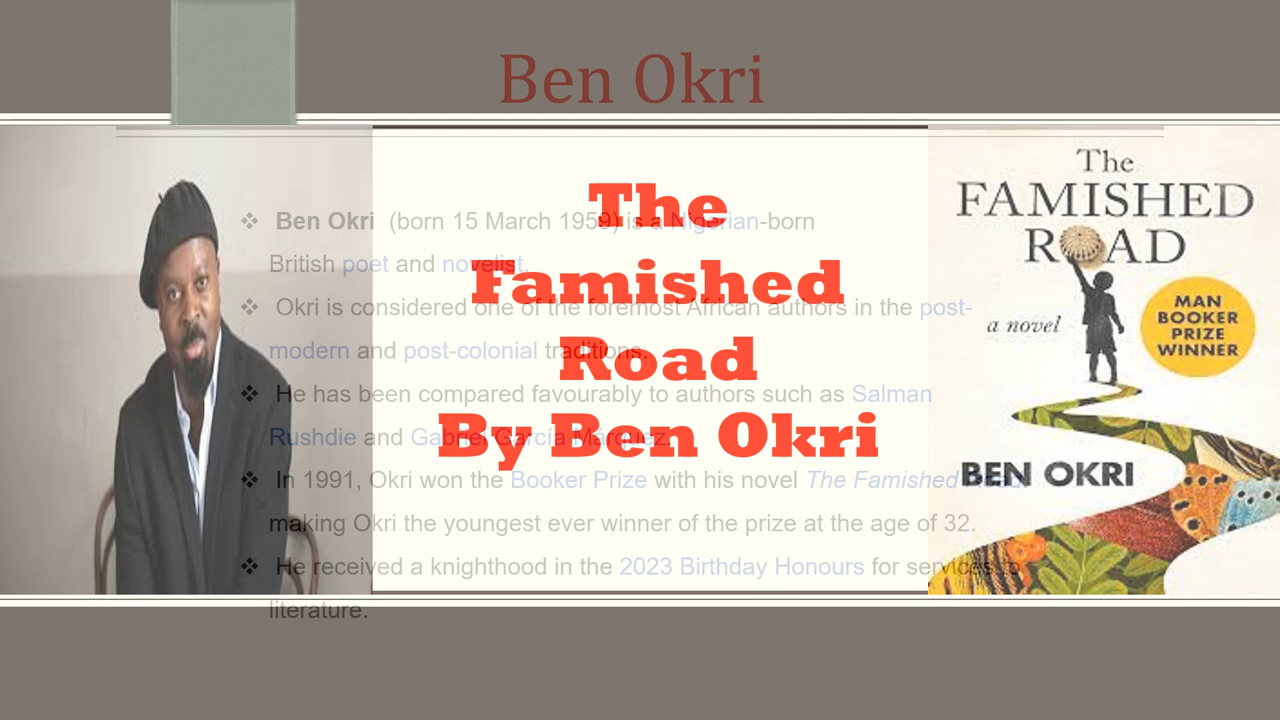 Ben Okri
The
Famished
Road
By Ben Okri
❖ Ben Okri (born 15 March 1959) is a Nigerian-born
British poet and novelist.
❖ Okri is considered one of the foremost African authors in the post-
modern and post-colonial traditions.
❖ He has been compared favourably to authors such as Salman
Rushdie and Gabriel García Márquez.
❖ In 1991, Okri won the Booker Prize with his novel The Famished
making Okri the youngest ever winner of the prize at the age of 32.
❖ He received a knighthood in the 2023 Birthday Honours for services to
literature.
The
FAMISHED
ROAD
a novel
MAN
BOOKER
PRIZE
WINNER
BEN OKRI